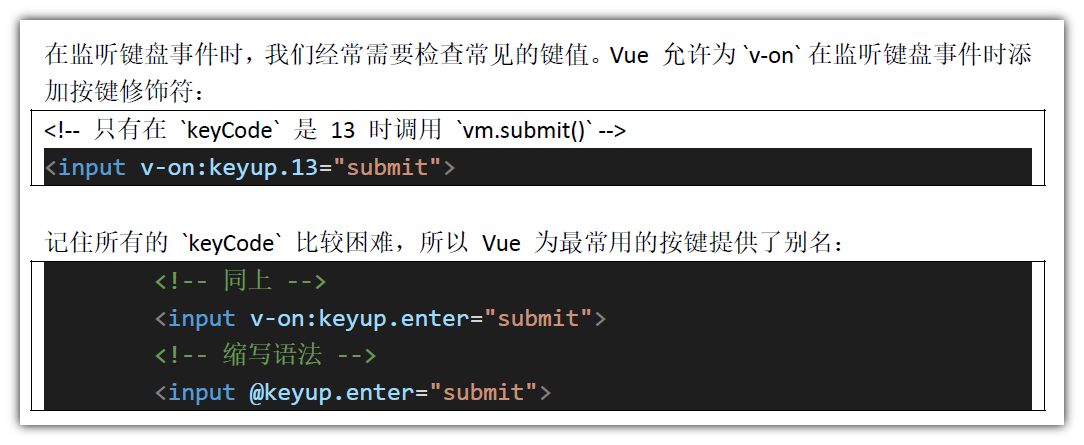 在监听键盘事件时，我们经常需要检查常见的键值。Vue 允许为 `v-on` 在监听键盘事件时添
加按键修饰符：
<!-- 只有在 `keyCode` 是 13 时调用 `vm.submit()` -->
<input v-on:keyup.13="submit">
记住所有的 `keyCode` 比较困难，所以 Vue 为最常用的按键提供了别名：
<!-- 同上 -->
<input v-on:keyup.enter="submit">
<!-- 缩写语法 -->
<input @keyup.enter="submit">